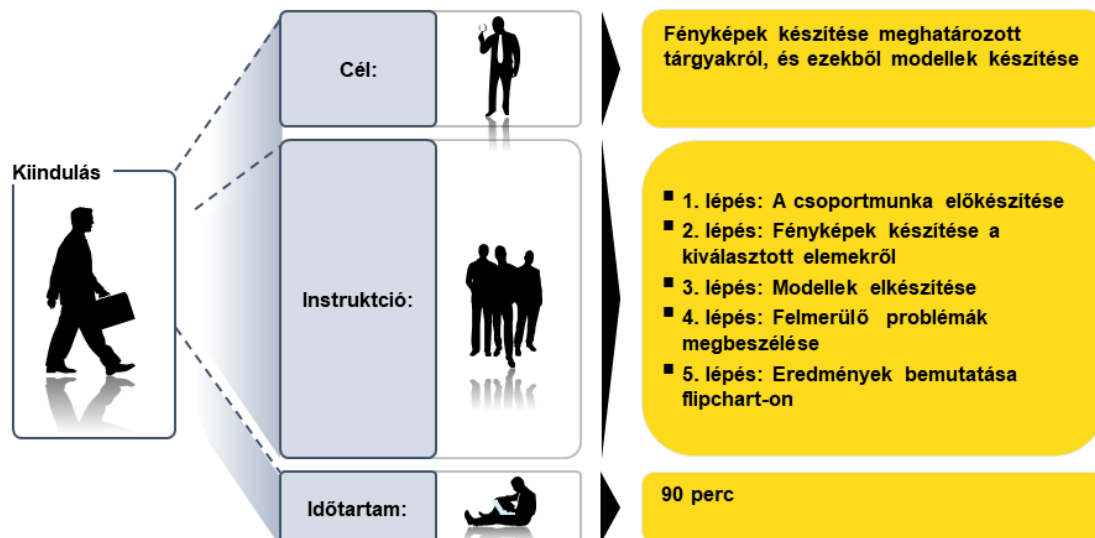 Kiindulás
Cél:
Fényképek készítése meghatározott
tárgyakról, és ezekből modellek készítése
Instruktció:
▪ 1. lépés: A csoportmunka előkészítése
▪ 2. lépés: Fényképek készítése a
kiválasztott elemekről
▪ 3. lépés: Modellek elkészítése
▪ 4. lépés: Felmerülő problémák
megbeszélése
▪ 5. lépés: Eredmények bemutatása
flipchart-on
Időtartam:
90 perc